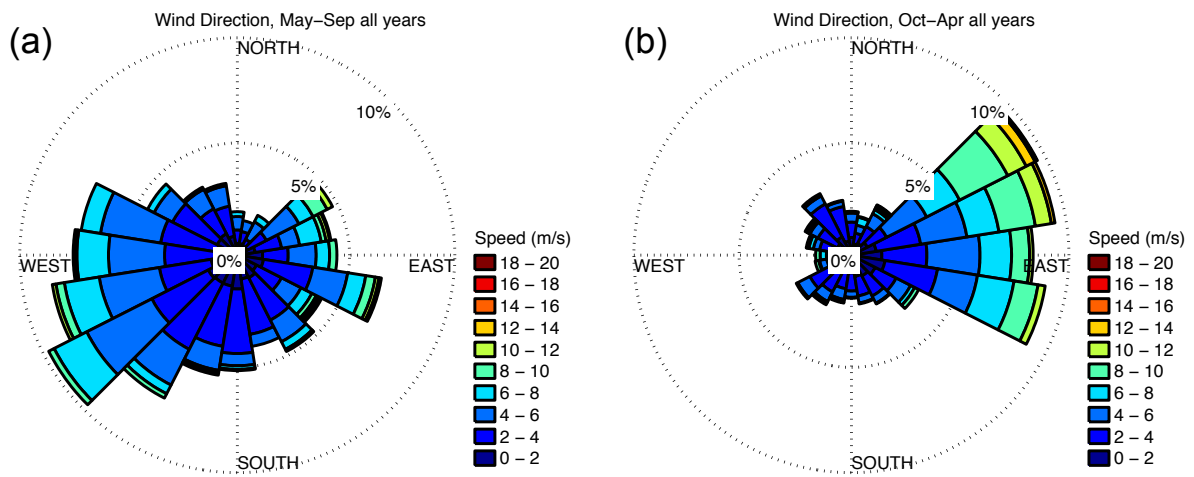 (a)
Wind Direction, May–Sep all years
NORTH
10%
5%
0%
WEST
EAST
SOUTH
Speed (m/s)
18 – 20
16 – 18
14 – 16
12 – 14
10 – 12
8 – 10
6 – 8
4 – 6
2 – 4
0 – 2
(b)
Wind Direction, Oct–Apr all years
NORTH
10%
5%
0%
WEST
EAST
SOUTH
Speed (m/s)
18 – 20
16 – 18
14 – 16
12 – 14
10 – 12
8 – 10
6 – 8
4 – 6
2 – 4
0 – 2